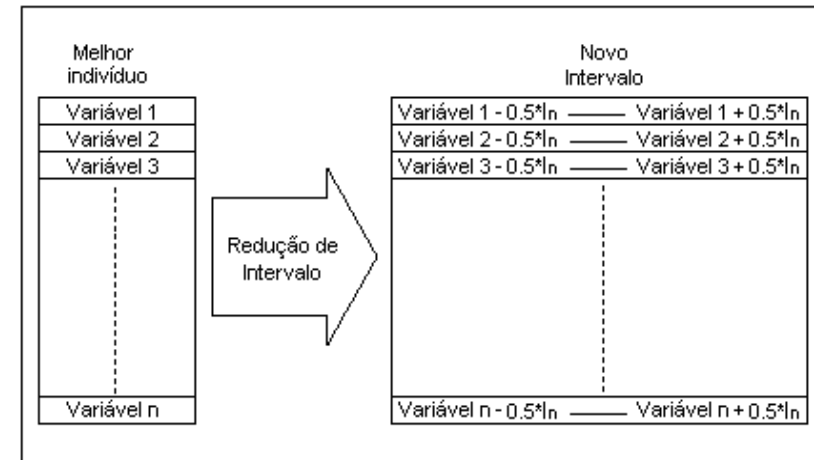 Melhor
indivíduo
Variável 1
Variável 2
Variável 3
Variável n
Redução de
Intervalo
Novo
Intervalo
Variável 1 - 0.5*In —— Variável 1 + 0.5*In
Variável 2 - 0.5*In —— Variável 2 + 0.5*In
Variável 3 - 0.5*In —— Variável 3 + 0.5*In
Variável n - 0.5*In —— Variável n + 0.5*In